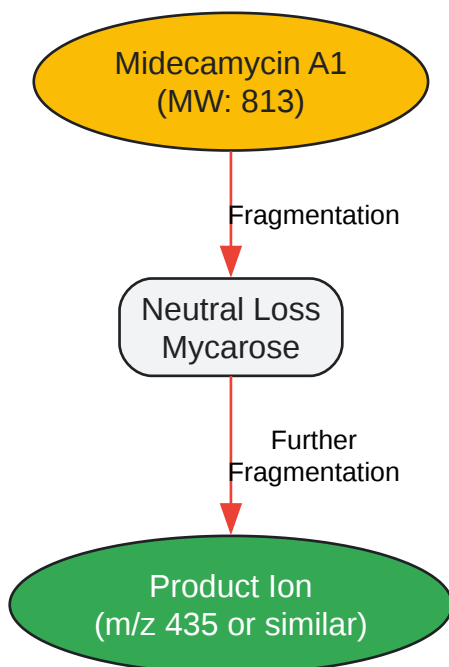 Midecamycin A1
(MW: 813)
Fragmentation
Neutral Loss
Mycarose
Further
Fragmentation
Product Ion
(m/z 435 or similar)